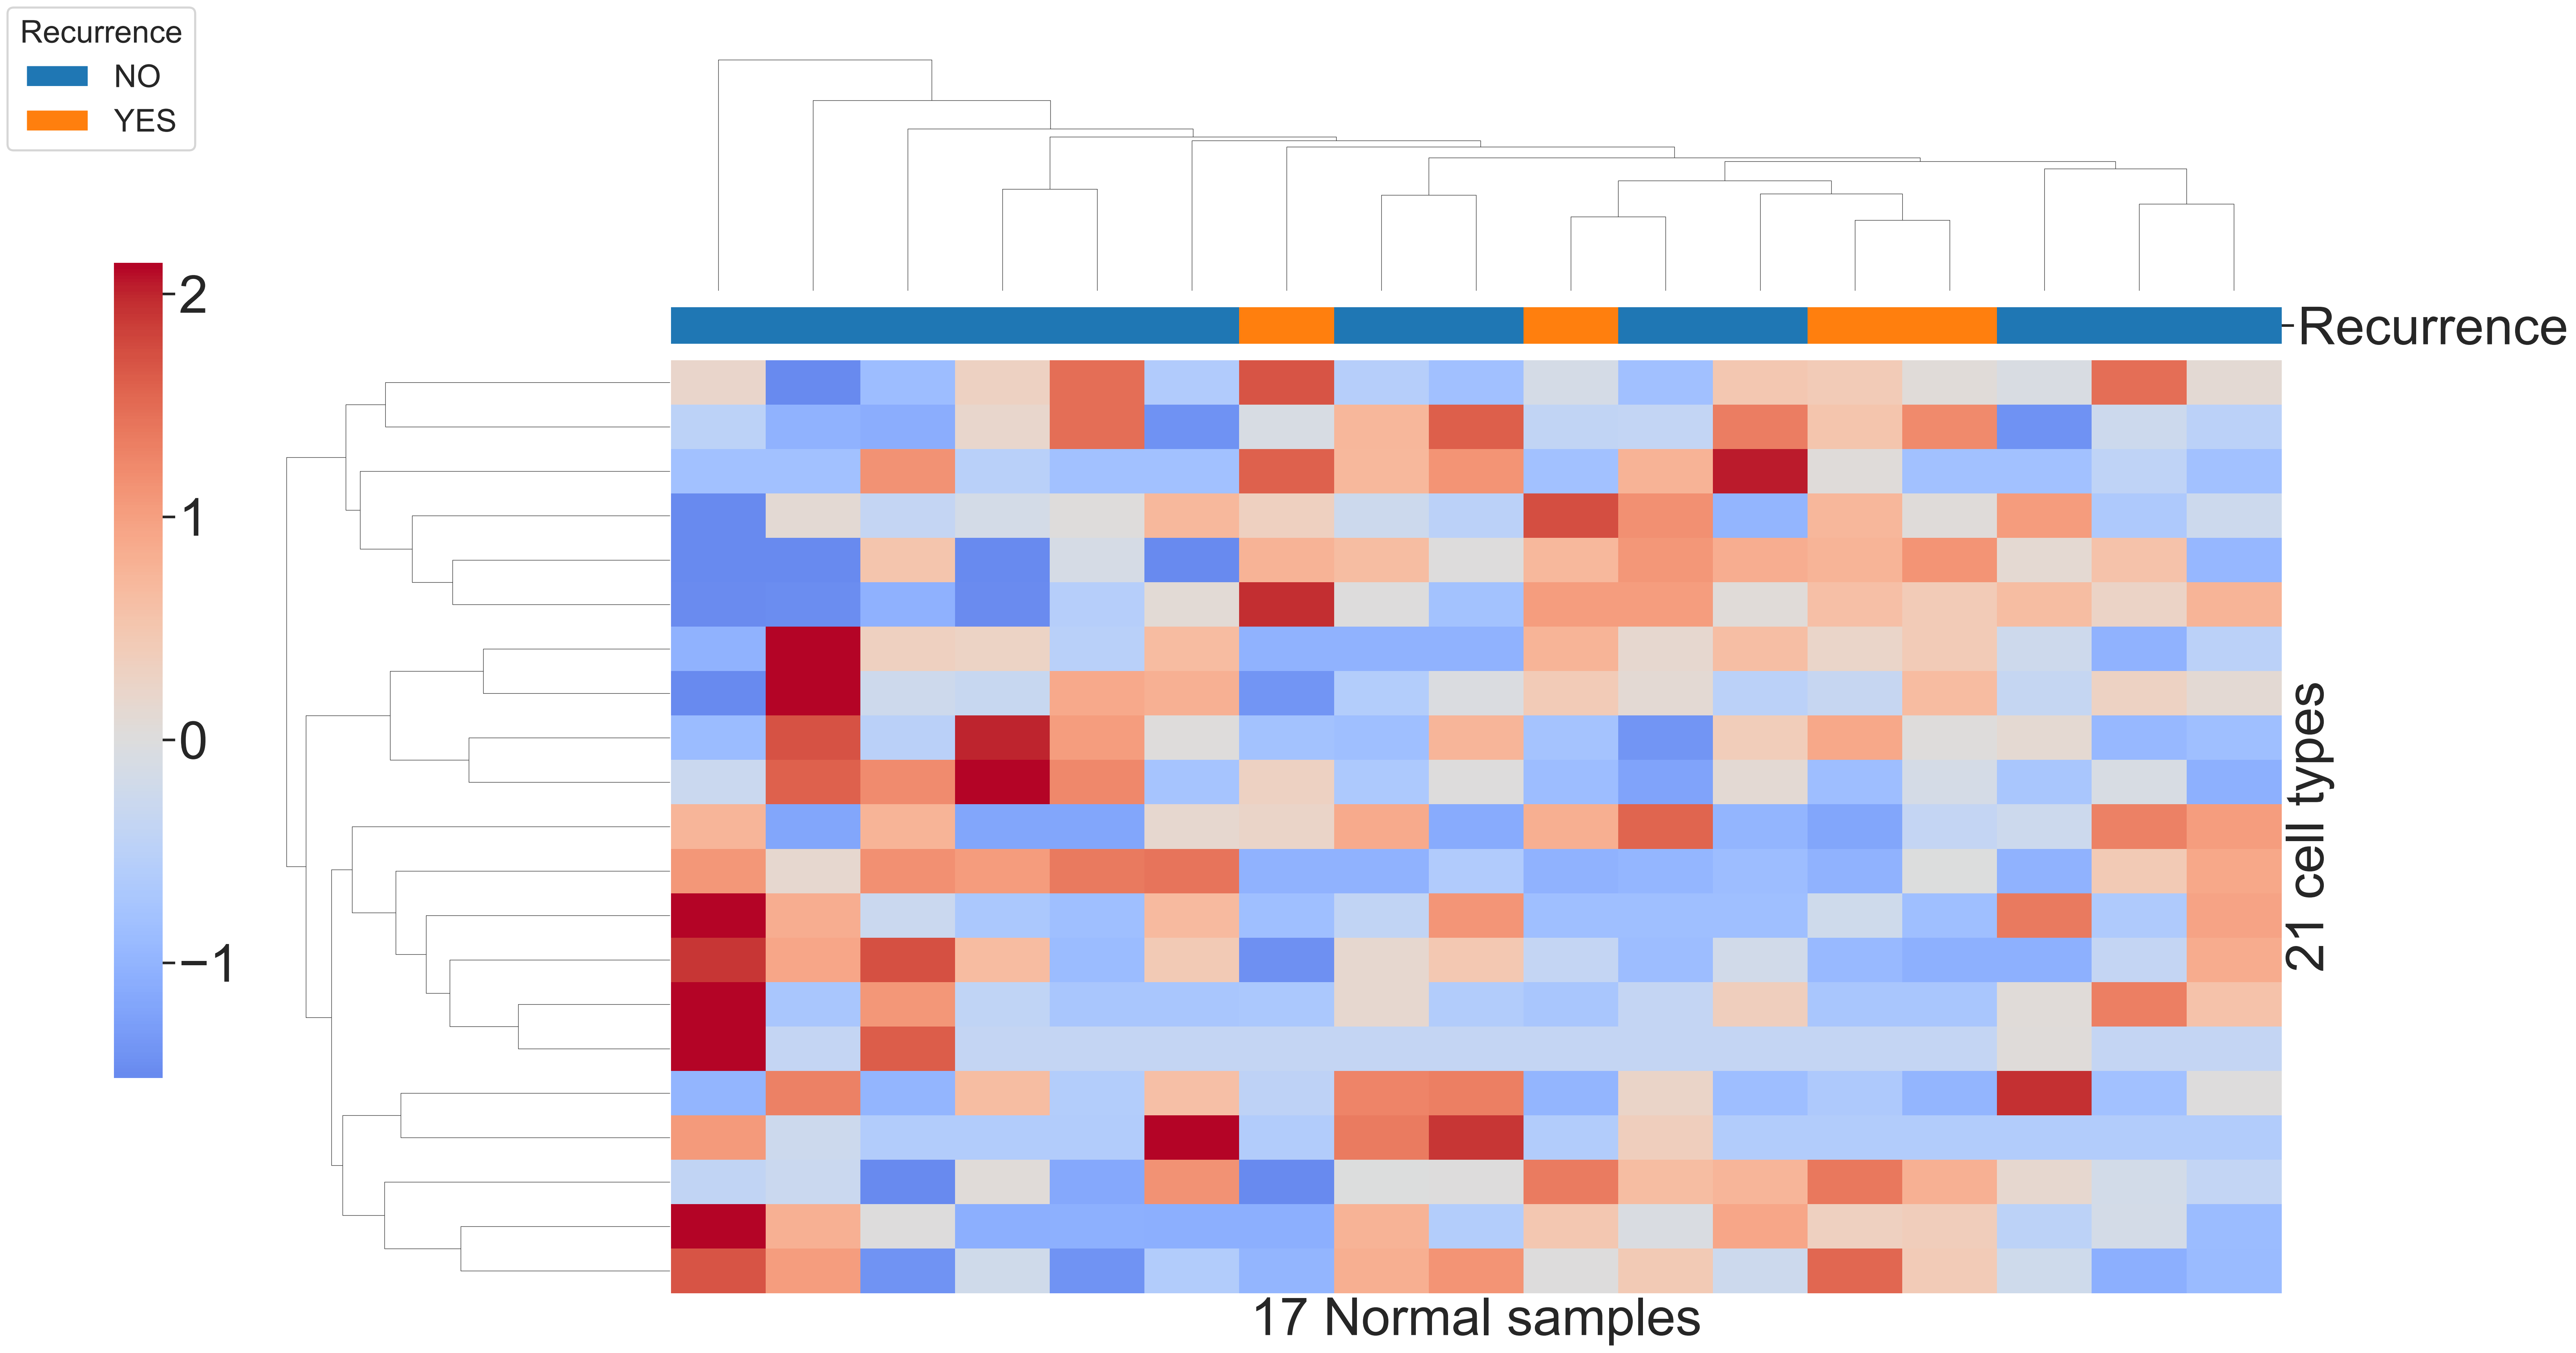 Recurrence
NO
YES
2
1
0
−1
Recurrence
21 cell types
17 Normal samples